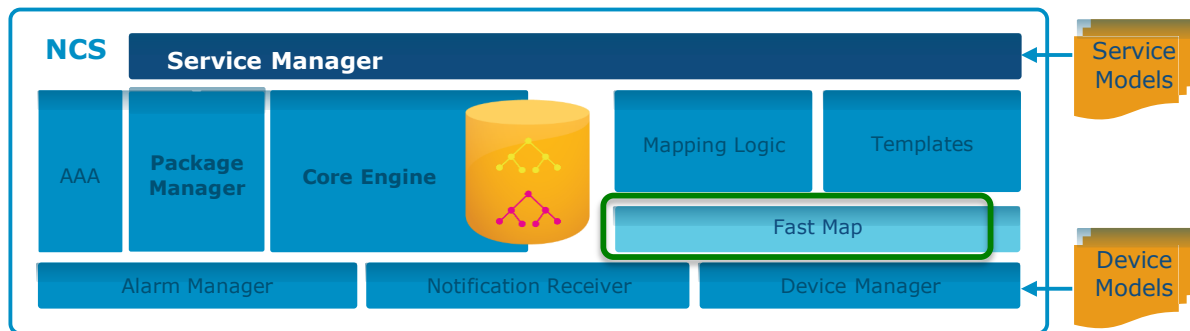 NCS
Service Manager
Service
Models
AAA
Package
Manager
Core Engine
Mapping Logic
Templates
Fast Map
Alarm Manager
Notification Receiver
Device Manager
Device
Models